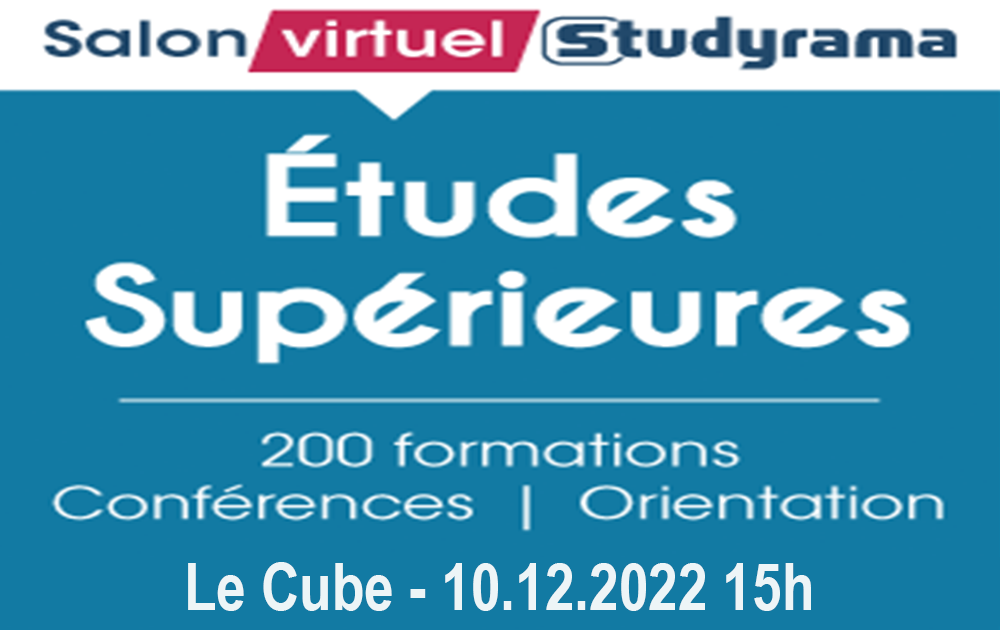 Salon virtuel Studyrama
Études
Supérieures
200 formations
Conférences | Orientation
Le Cube - 10.12.2022 15h